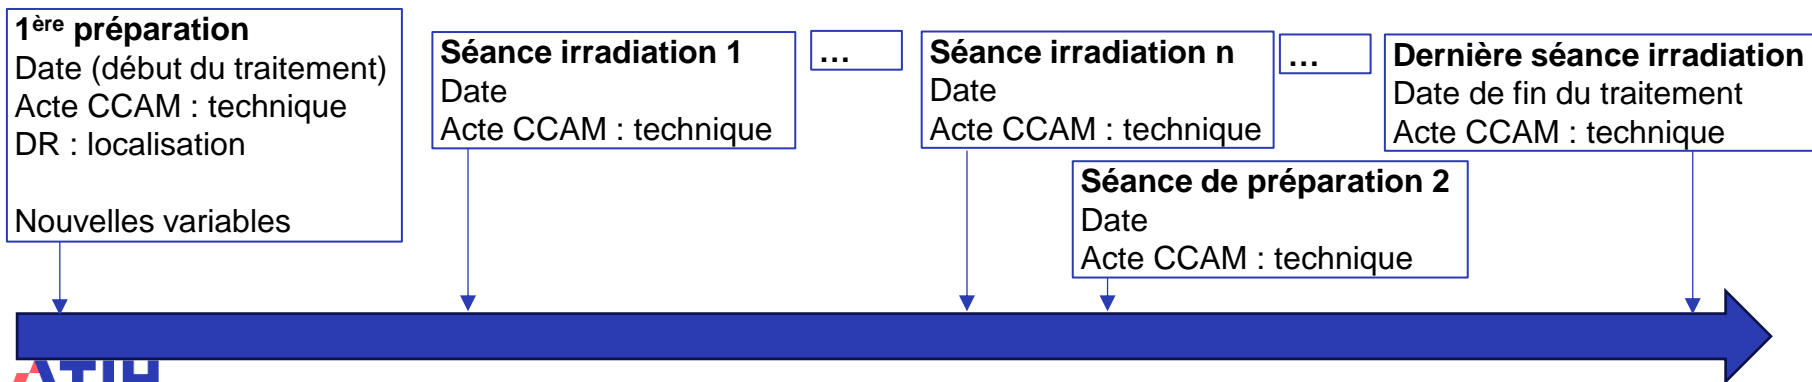 1ère préparation
Date (début du traitement)
Acte CCAM : technique
DR : localisation
Nouvelles variables
Séance irradiation 1
Date
Acte CCAM : technique
...
Séance irradiation n
Date
Acte CCAM : technique
...
Dernière séance irradiation
Date de fin du traitement
Acte CCAM : technique
Séance de préparation 2
Date
Acte CCAM : technique
ATIH